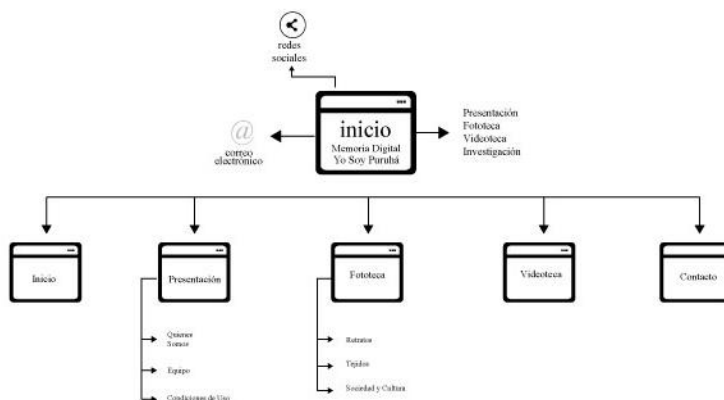 redes
sociales
@
correo
electrónico
inicio
Memoria Digital
Yo Soy Puruhá
Presentación
Fototeca
Videoteca
Investigación
Inicio
Presentación
Fototeca
Videoteca
Contacto
Quienes
Somos
Equipo
Condiciones de Uso
Retratos
Tejidos
Sociedad y Cultura